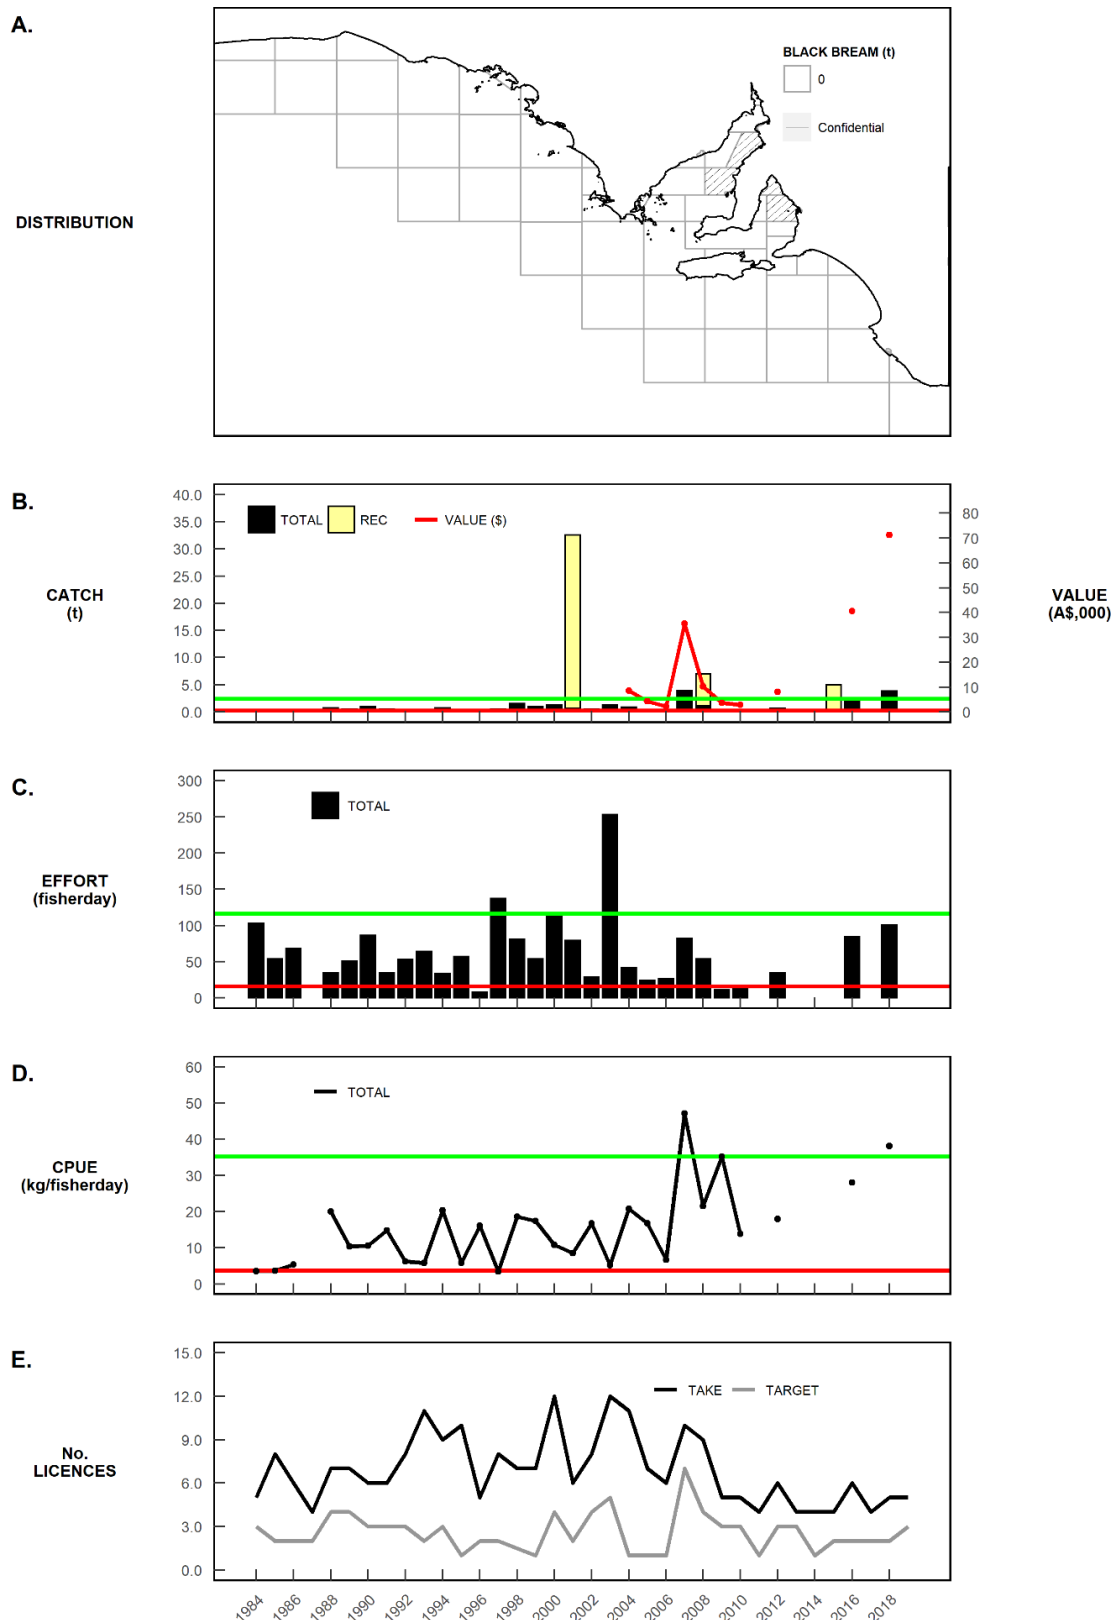 A.
BLACK BREAM (t)
0
Confidential
DISTRIBUTION
B.
40.0
35.0
30.0
25.0
20.0
15.0
10.0
5.0
0.0
TOTAL REC VALUE ($)
80
70
60
50
40
30
20
10
0
CATCH
(t)
VALUE
(A$,000)
C.
300
250
200
150
100
50
0
TOTAL
EFFORT
(fisherday)
D.
60
50
40
30
20
10
0
TOTAL
CPUE
(kg/fisherday)
E.
15.0
12.0
9.0
6.0
3.0
0.0
TAKE TARGET
No.
LICENCES
1984 1986 1988 1990 1992 1994 1996 1998 2000 2002 2004 2006 2008 2010 2012 2014 2016 2018